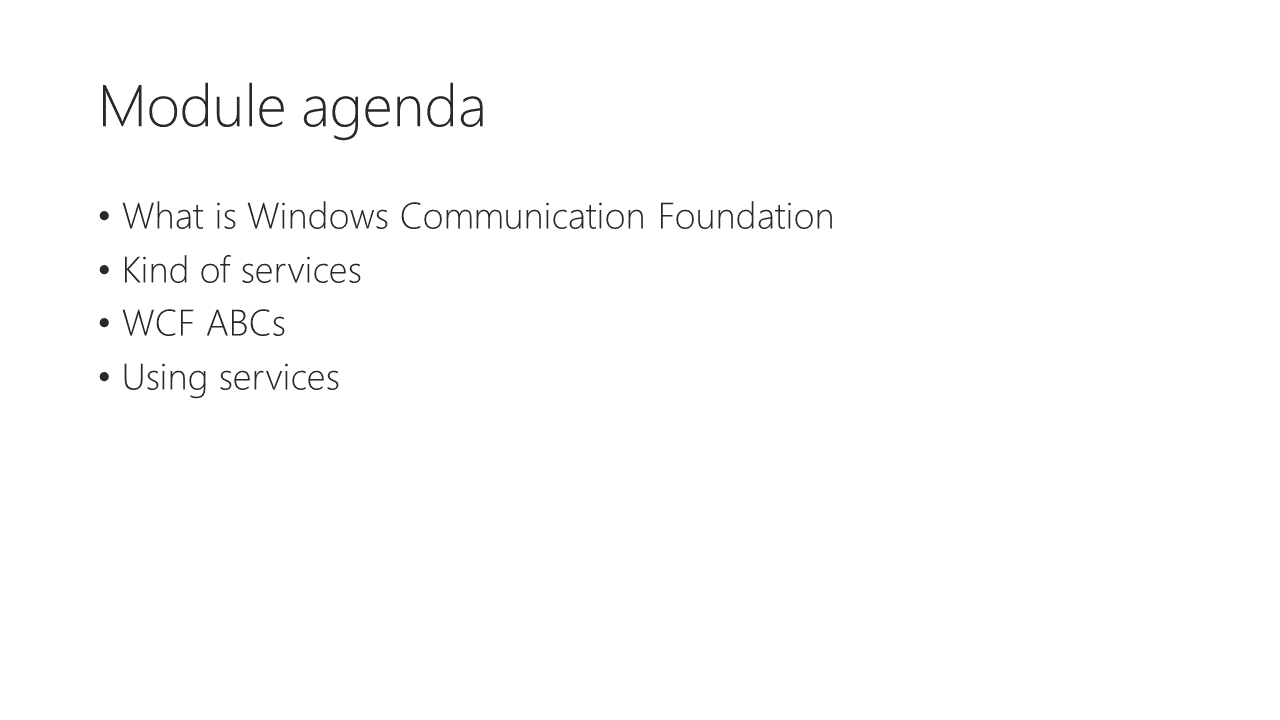 Module agenda
• What is Windows Communication Foundation
• Kind of services
• WCF ABCs
• Using services